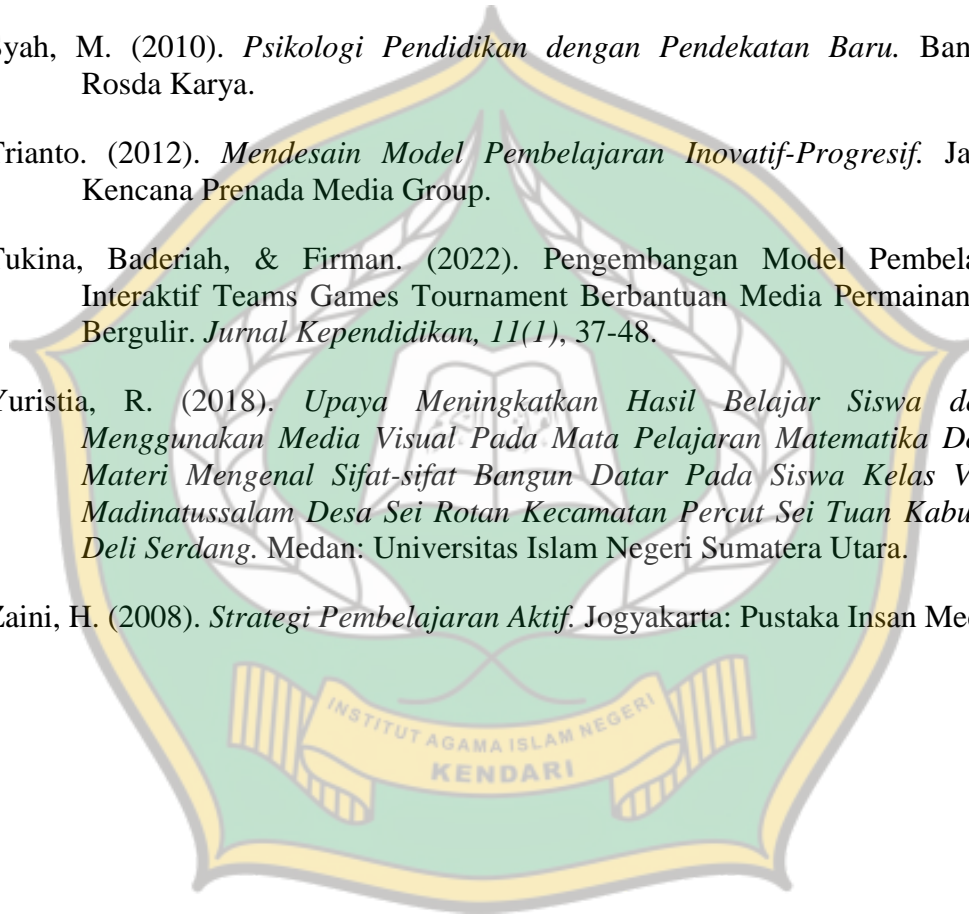 yah, M. (2010). Psikologi Pendidikan dengan Pendekatan Baru. Ban
Rosda Karya.
Trianto. (2012). Mendesain Model Pembelajaran Inovatif-Progresif. Ja
Kencana Prenada Media Group.
Tukina, Baderiah, & Firman. (2022). Pengembangan Model Pembela
Interaktif Teams Games Tournament Berbantuan Media Permainan
Bergulir. Jurnal Kependidikan, 11(1), 37-48.
Yuristia, R. (2018). Upaya Meningkatkan Hasil Belajar Siswa de
Menggunakan Media Visual Pada Mata Pelajaran Matematika De
Materi Mengenal Sifat-sifat Bangun Datar Pada Siswa Kelas V
Madinatussalam Desa Sei Rotan Kecamatan Percut Sei Tuan Kabu
Deli Serdang. Medan: Universitas Islam Negeri Sumatera Utara.
Zaini, H. (2008). Strategi Pembelajaran Aktif. Jogyakarta: Pustaka Insan Me
INSTITUT AGAMA ISLAM NEGERI
KENDARI